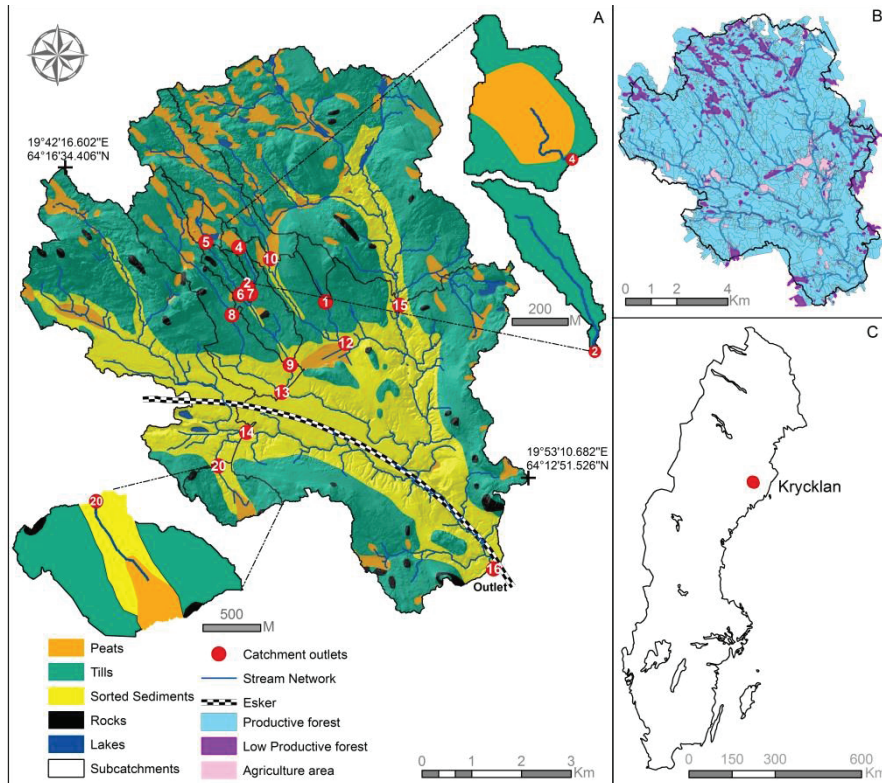 A
19°42'16.602"E
64°16'34.406"N
4
5
4
10
2
6
7
8
1
15
200
M
2
12
9
13
14
20
19°53'10.682"E
64°12'51.526"N
20
16
Outlet
500
M
Peats
Tills
Sorted Sediments
Rocks
Lakes
Subcatchments
Catchment outlets
Stream Network
Esker
Productive forest
Low Productive forest
Agriculture area
0 1 2 3
Km
B
0 2 4
Km
C
Krycklan
0 180 360 600
Km